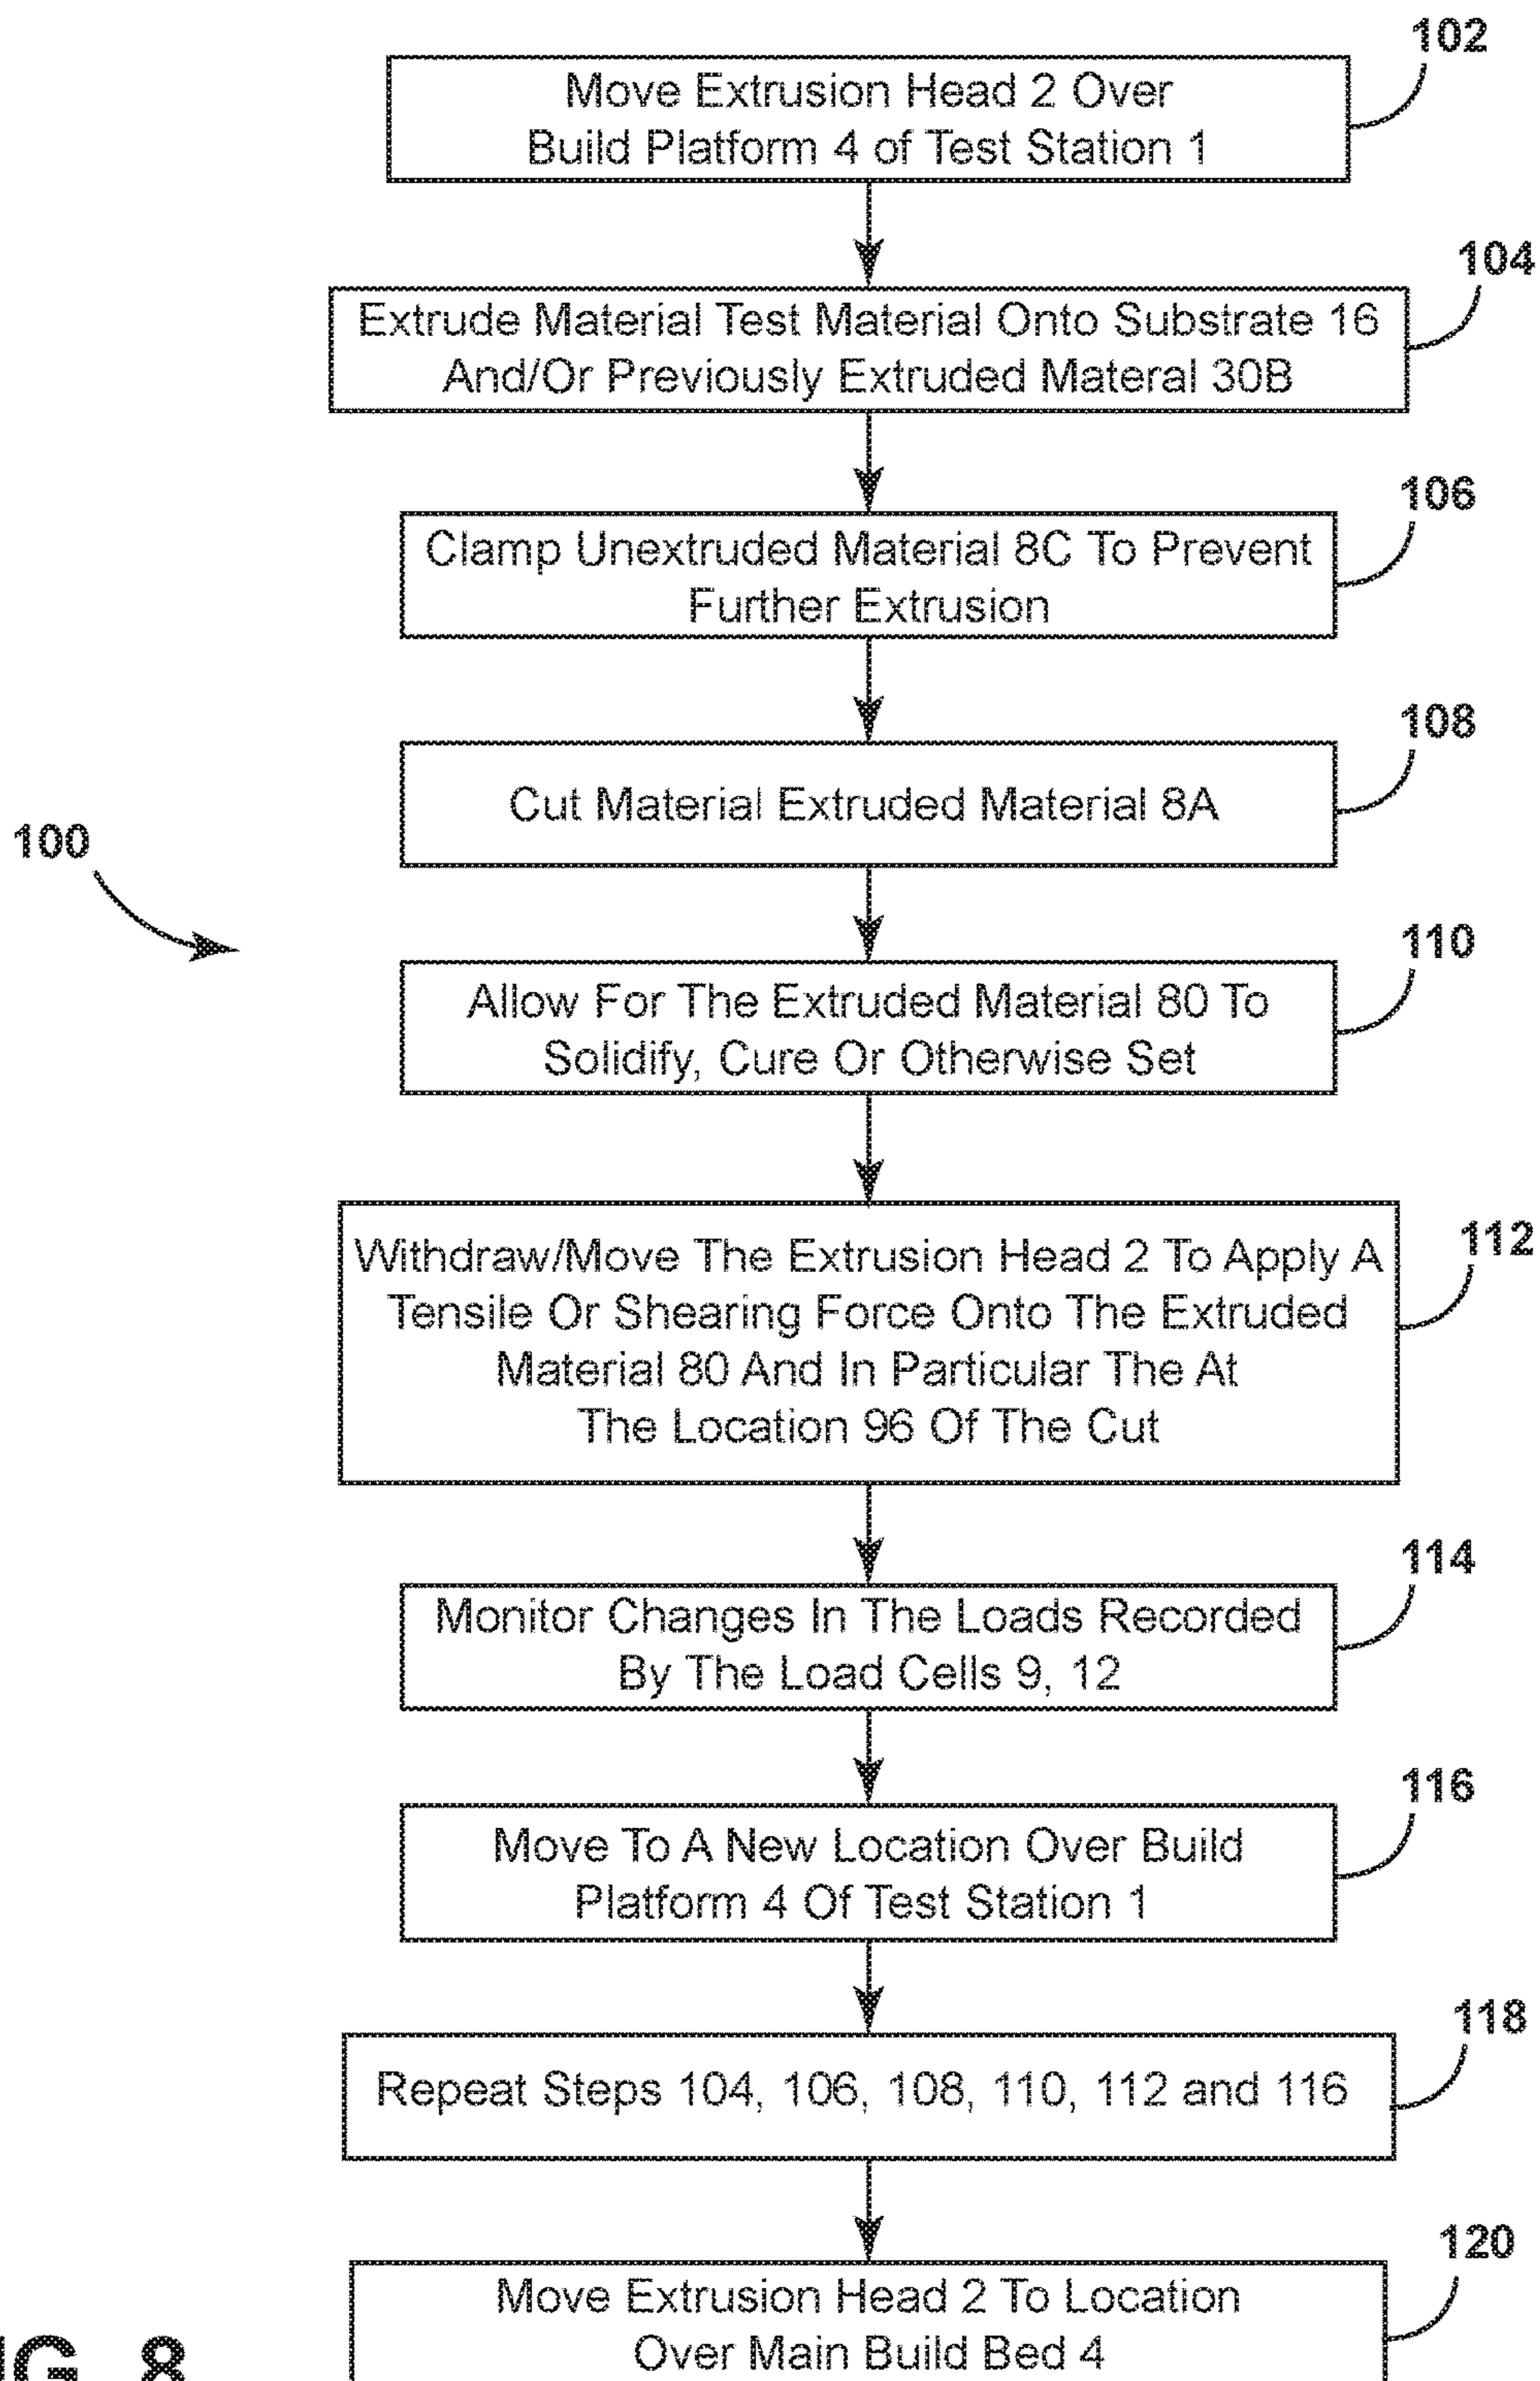 102
Move Extrusion Head 2 Over
Build Platform 4 of Test Station 1
104
Extrude Material Test Material Onto Substrate 16
And/Or Previously Extruded Materal 30B
106
Clamp Unextruded Material 8C To Prevent
Further Extrusion
108
Cut Material Extruded Material 8A
100
110
Allow For The Extruded Material 80 To
Solidify, Cure Or Otherwise Set
112
Withdraw/Move The Extrusion Head 2 To Apply A
Tensile Or Shearing Force Onto The Extruded
Material 80 And In Particular The At
The Location 96 Of The Cut
114
Monitor Changes In The Loads Recorded
By The Load Cells 9, 12
116
Move To A New Location Over Build
Platform 4 Of Test Station 1
118
Repeat Steps 104, 106, 108, 110, 112 and 116
120
Move Extrusion Head 2 To Location
Over Main Build Bed 4
IG. 8